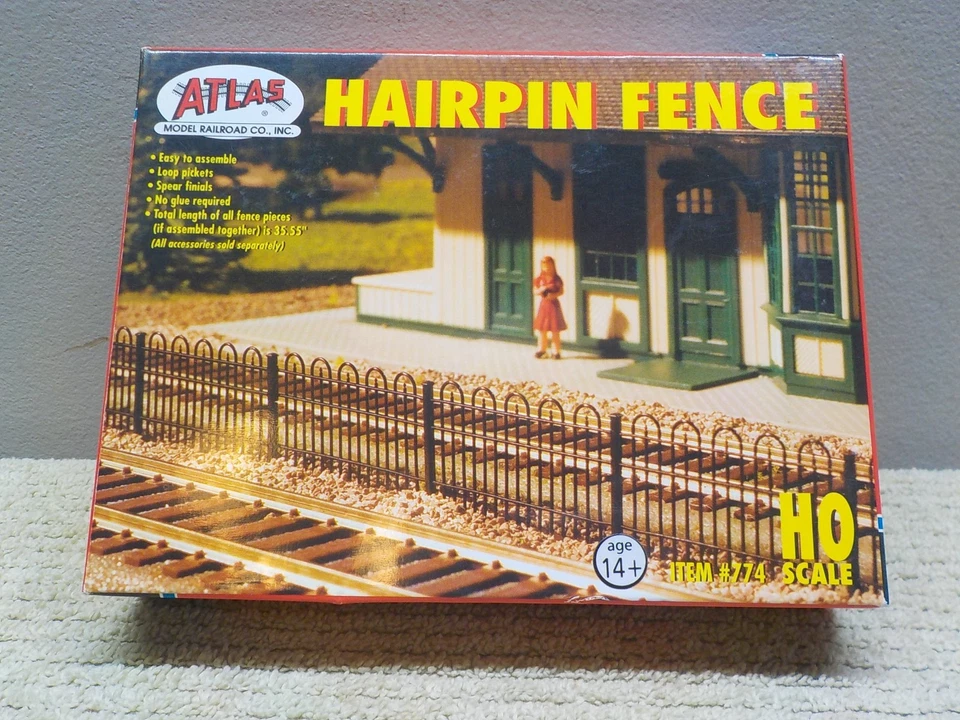 ATLAS
®
MODEL RAILROAD CO., INC.
HAIRPIN FENCE
• Easy to assemble
• Loop pickets
• Spear finials
• No glue required
• Total length of all fence pieces
(if assembled together) is 35.55"
(All accessories sold separately)
age
14+
ITEM #774
HO
SCALE